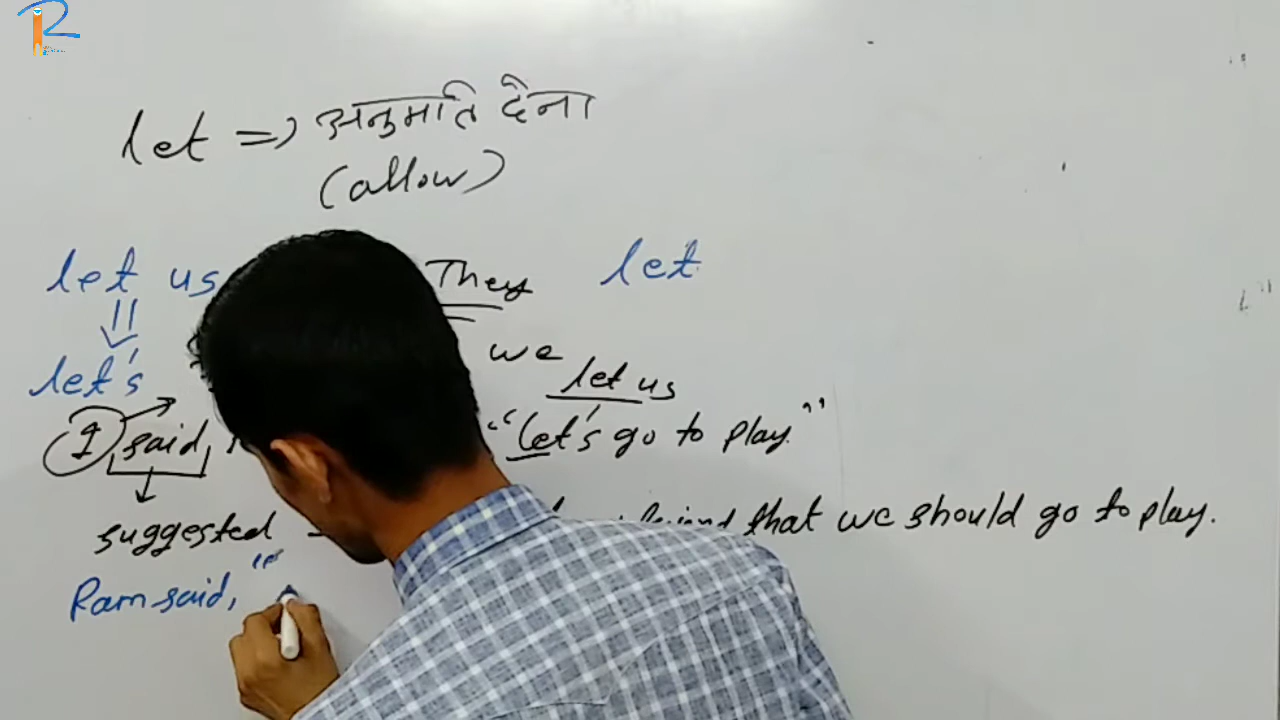 let => अनुमति देना
(allow)
let us They let
we
let's let us
I said, "Let's go to play."
suggested friend that we should go to play.
Ram said, "